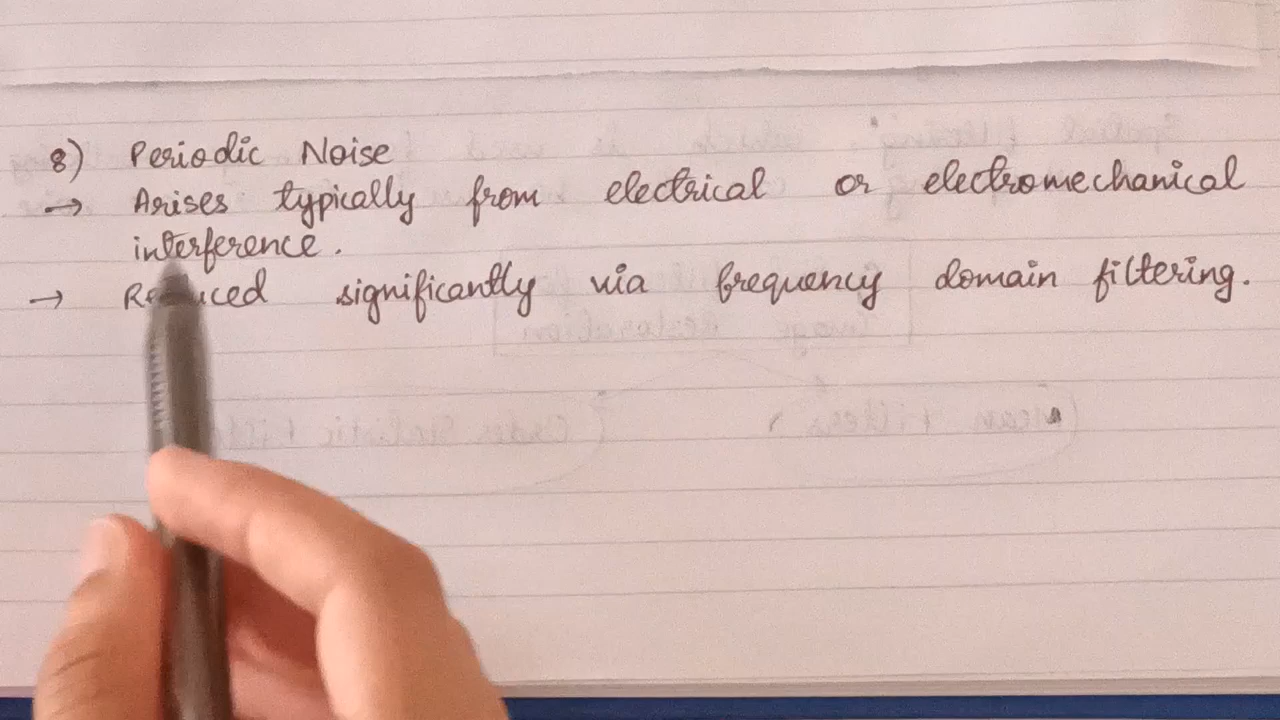 8) Periodic Noise
→ Arises typically from electrical or electromechanical
interference.
→ Reduced significantly via frequency domain filtering.